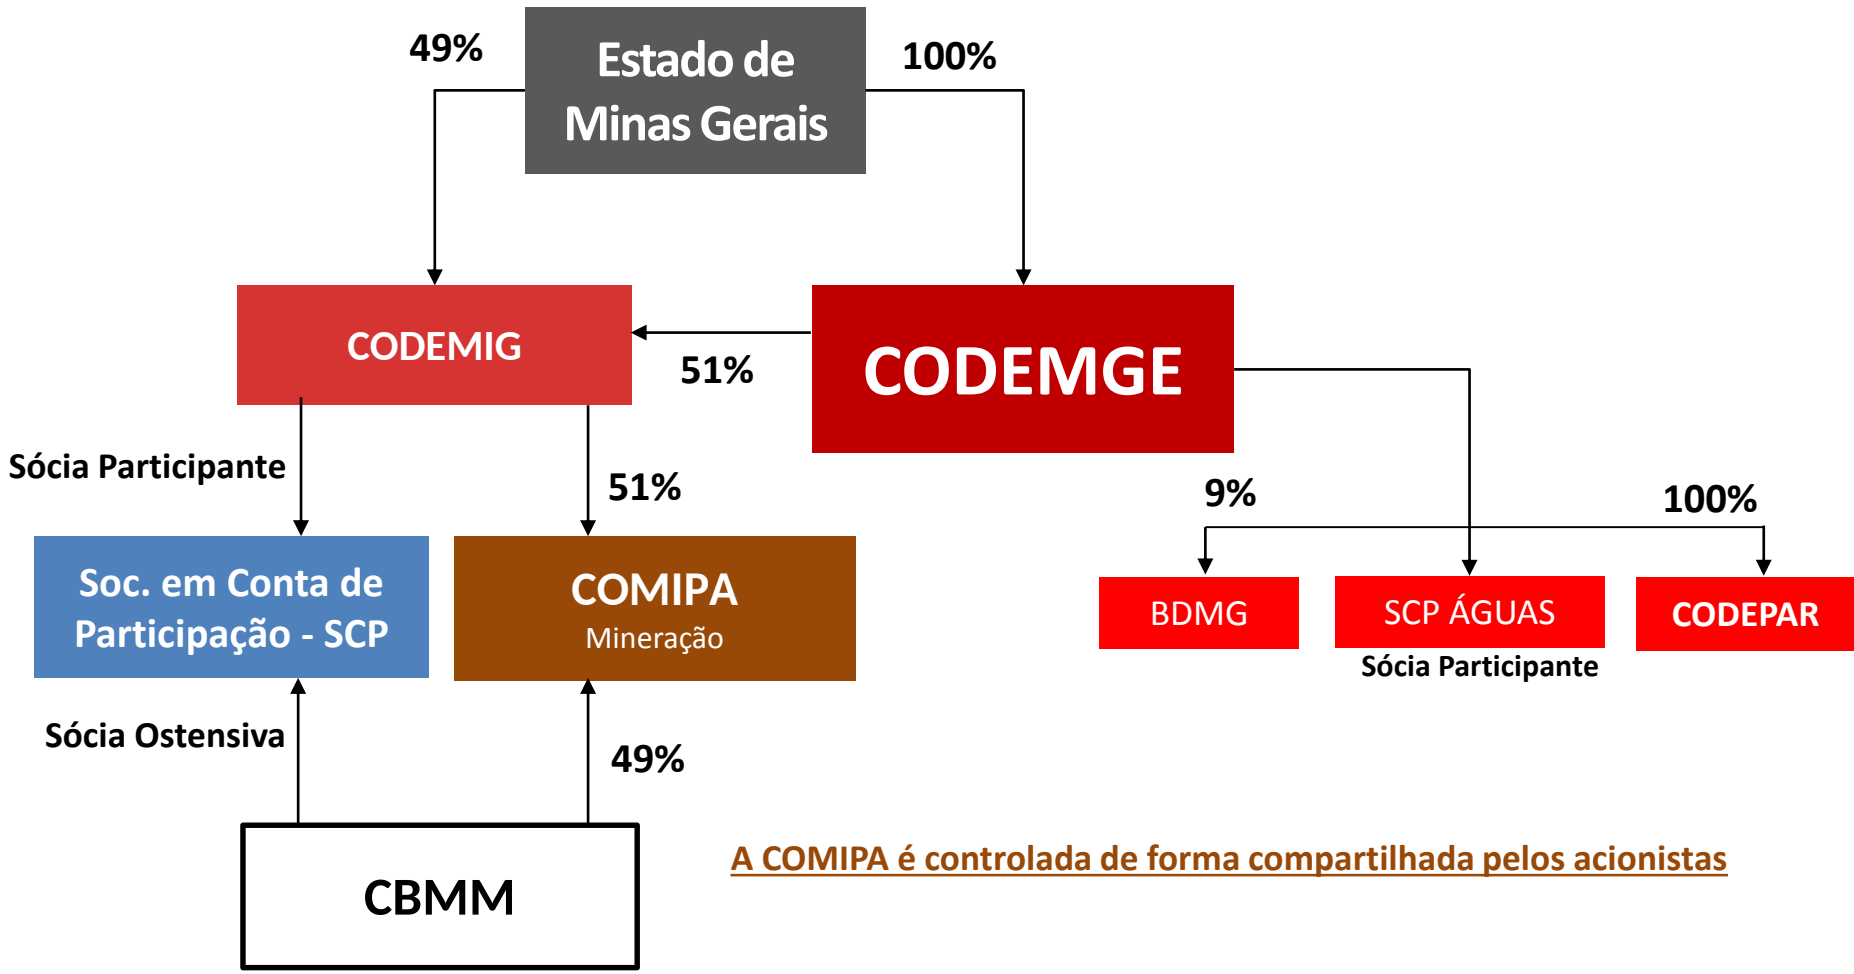 49%
Estado de
Minas Gerais
100%
CODEMIG
51%
CODEMGE
Sócia Participante
51%
9%
100%
Soc. em Conta de
Participação - SCP
COMIPA
Mineração
BDMG
SCP ÁGUAS
CODEPAR
Sócia Participante
Sócia Ostensiva
49%
A COMIPA é controlada de forma compartilhada pelos acionistas
CBMM